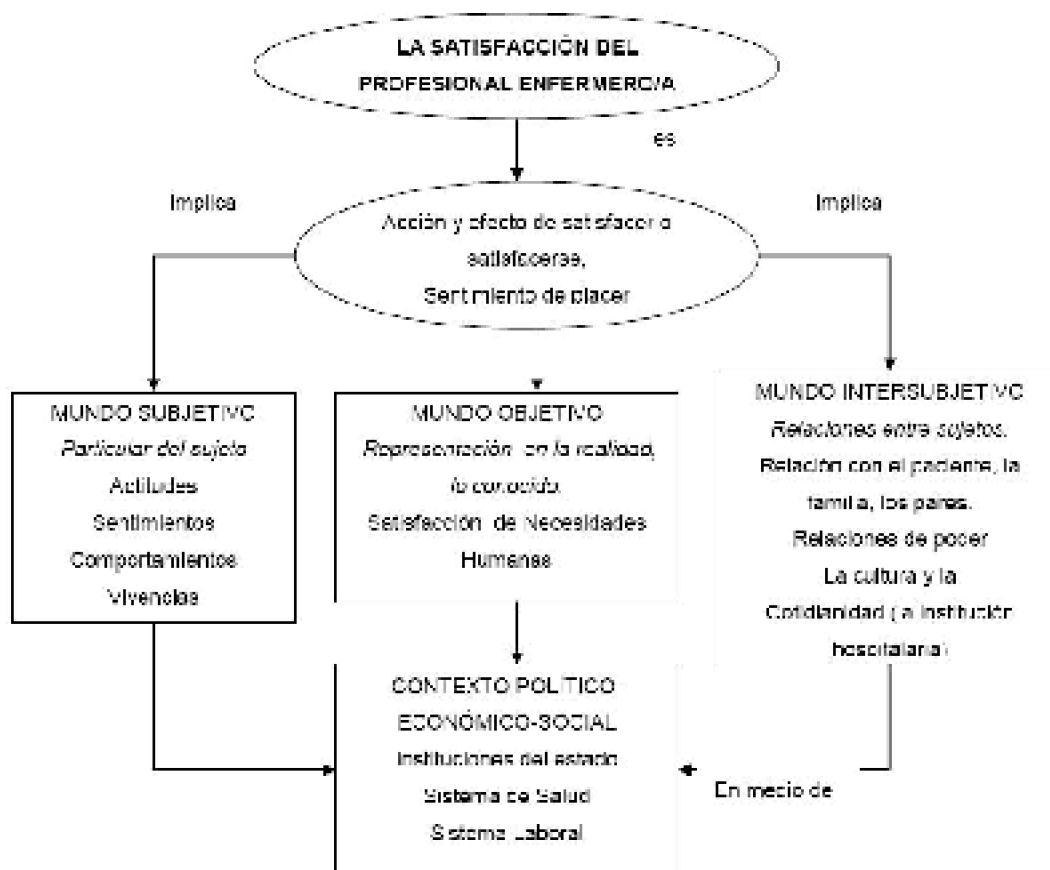 LA SATISFACCIÓN DEL
PROFESIONAL ENFERMERO/A
es
Implica
Implica
Acción y efecto de satisfacer o
satisfacerse,
Sentimiento de placer
MUNDO SUBJETIVO
Particular del sujeto
Actitudes
Sentimientos
Comportamientos
Vivencias
MUNDO OBJETIVO
Representación en la realidad,
lo conocido.
Satisfacción de Necesidades
Humanas
MUNDO INTERSUBJETIVO
Relaciones entre sujetos.
Relación con el paciente, la
familia, los pares.
Relaciones de poder
La cultura y la
Cotidianidad (la institución
hospitalaria)
CONTEXTO POLÍTICO
ECONÓMICO-SOCIAL
Instituciones del estado
Sistema de Salud
Sistema Laboral
En medio de